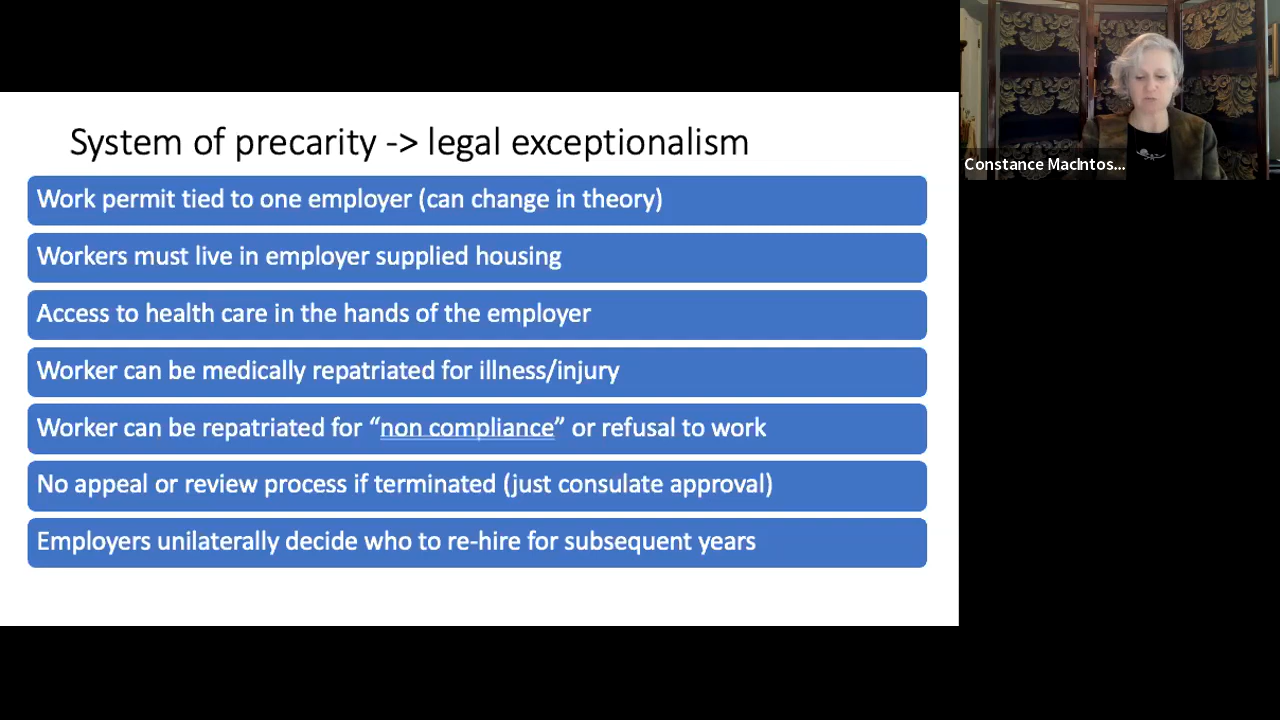 System of precarity -> legal exceptionalism
Work permit tied to one employer (can change in theory)
Workers must live in employer supplied housing
Access to health care in the hands of the employer
Worker can be medically repatriated for illness/injury
Worker can be repatriated for “non compliance” or refusal to work
No appeal or review process if terminated (just consulate approval)
Employers unilaterally decide who to re-hire for subsequent years
Constance MacIntos...